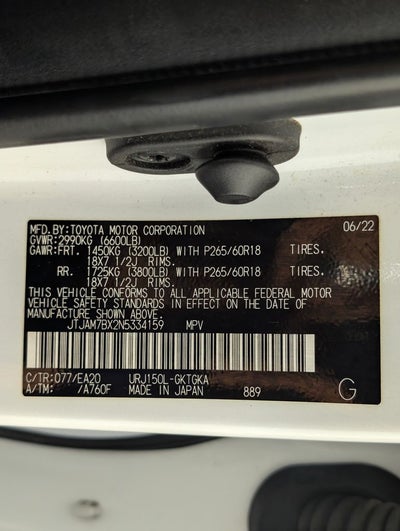 MFD.BY:TOYOTA MOTOR CORPORATION 06/22
GVWR:2990KG (6600LB)
GAWR:FRT. 1450KG (3200LB) WITH P265/60R18 TIRES.
18X7 1/2J RIMS.
RR. 1725KG (3800LB) WITH P265/60R18 TIRES.
18X7 1/2J RIMS.
THIS VEHICLE CONFORMS TO ALL APPLICABLE FEDERAL MOTOR
VEHICLE SAFETY STANDARDS IN EFFECT ON THE DATE OF
MANUFACTURE SHOWN ABOVE.
JTJAM7BX2N5334159 MPV
C/TR:077/EA20 URJ150L-GKTGKA
A/TM: /A760F MADE IN JAPAN 889 G